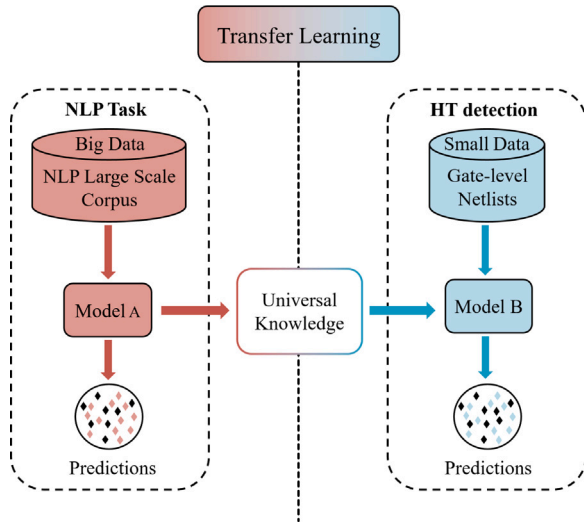 Transfer Learning
NLP Task
Big Data
NLP Large Scale
Corpus
Model A
Predictions
Universal
Knowledge
HT detection
Small Data
Gate-level
Netlists
Model B
Predictions